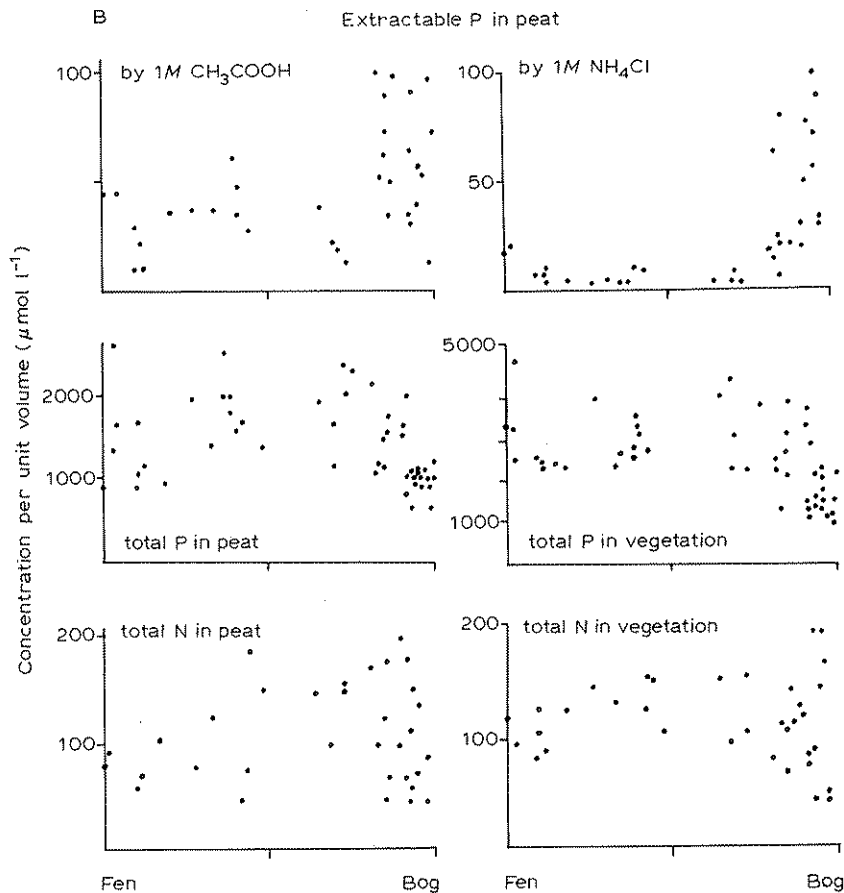 B
Extractable P in peat
by 1M CH₃COOH
by 1M NH₄Cl
100
100
50
Concentration per unit volume (μmol l⁻¹)
2000
1000
total P in peat
5000
1000
total P in vegetation
200
100
total N in peat
200
100
total N in vegetation
Fen
Bog
Fen
Bog